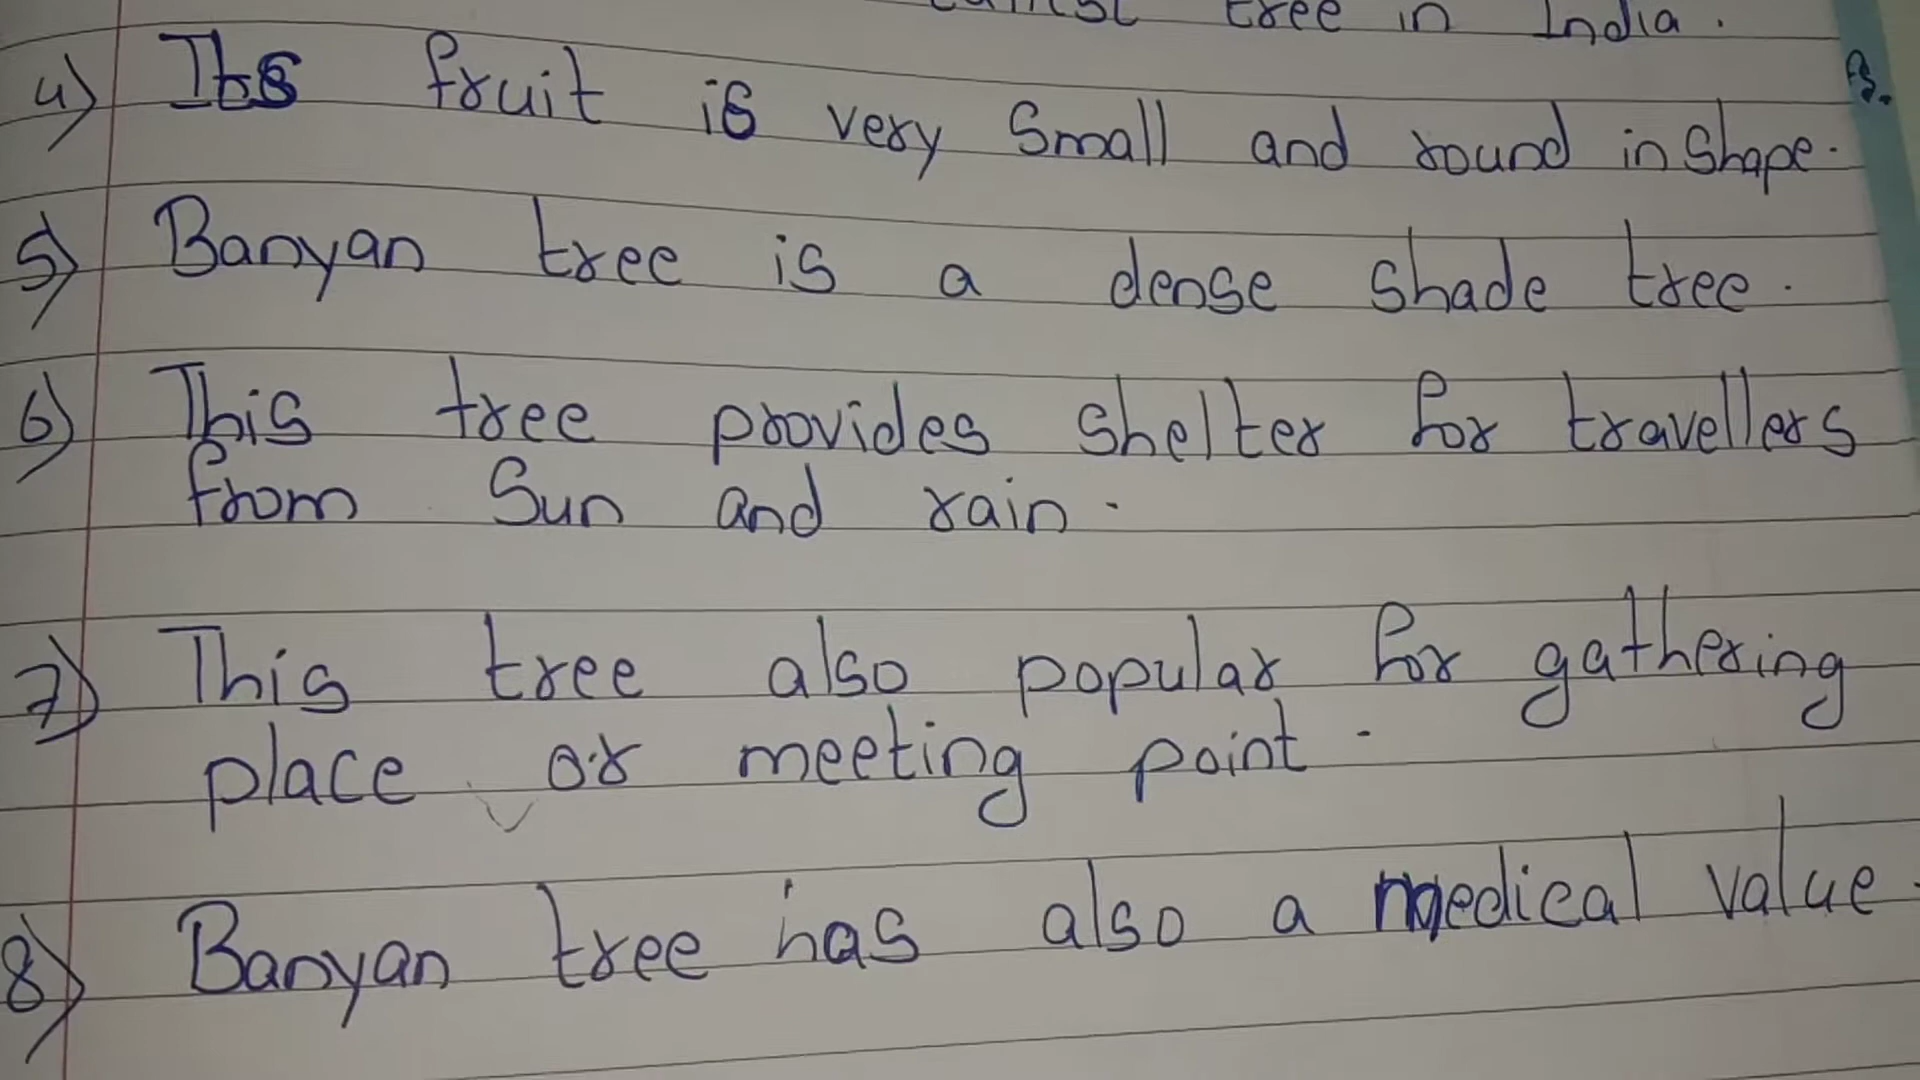 tree in India.
4) Its fruit is very Small and round in Shape.
5) Banyan tree is a dense shade tree.
6) This tree provides shelter for travellers
from Sun and rain.
7) This tree also popular for gathering
place or meeting point.
8) Banyan tree has also a medical value.